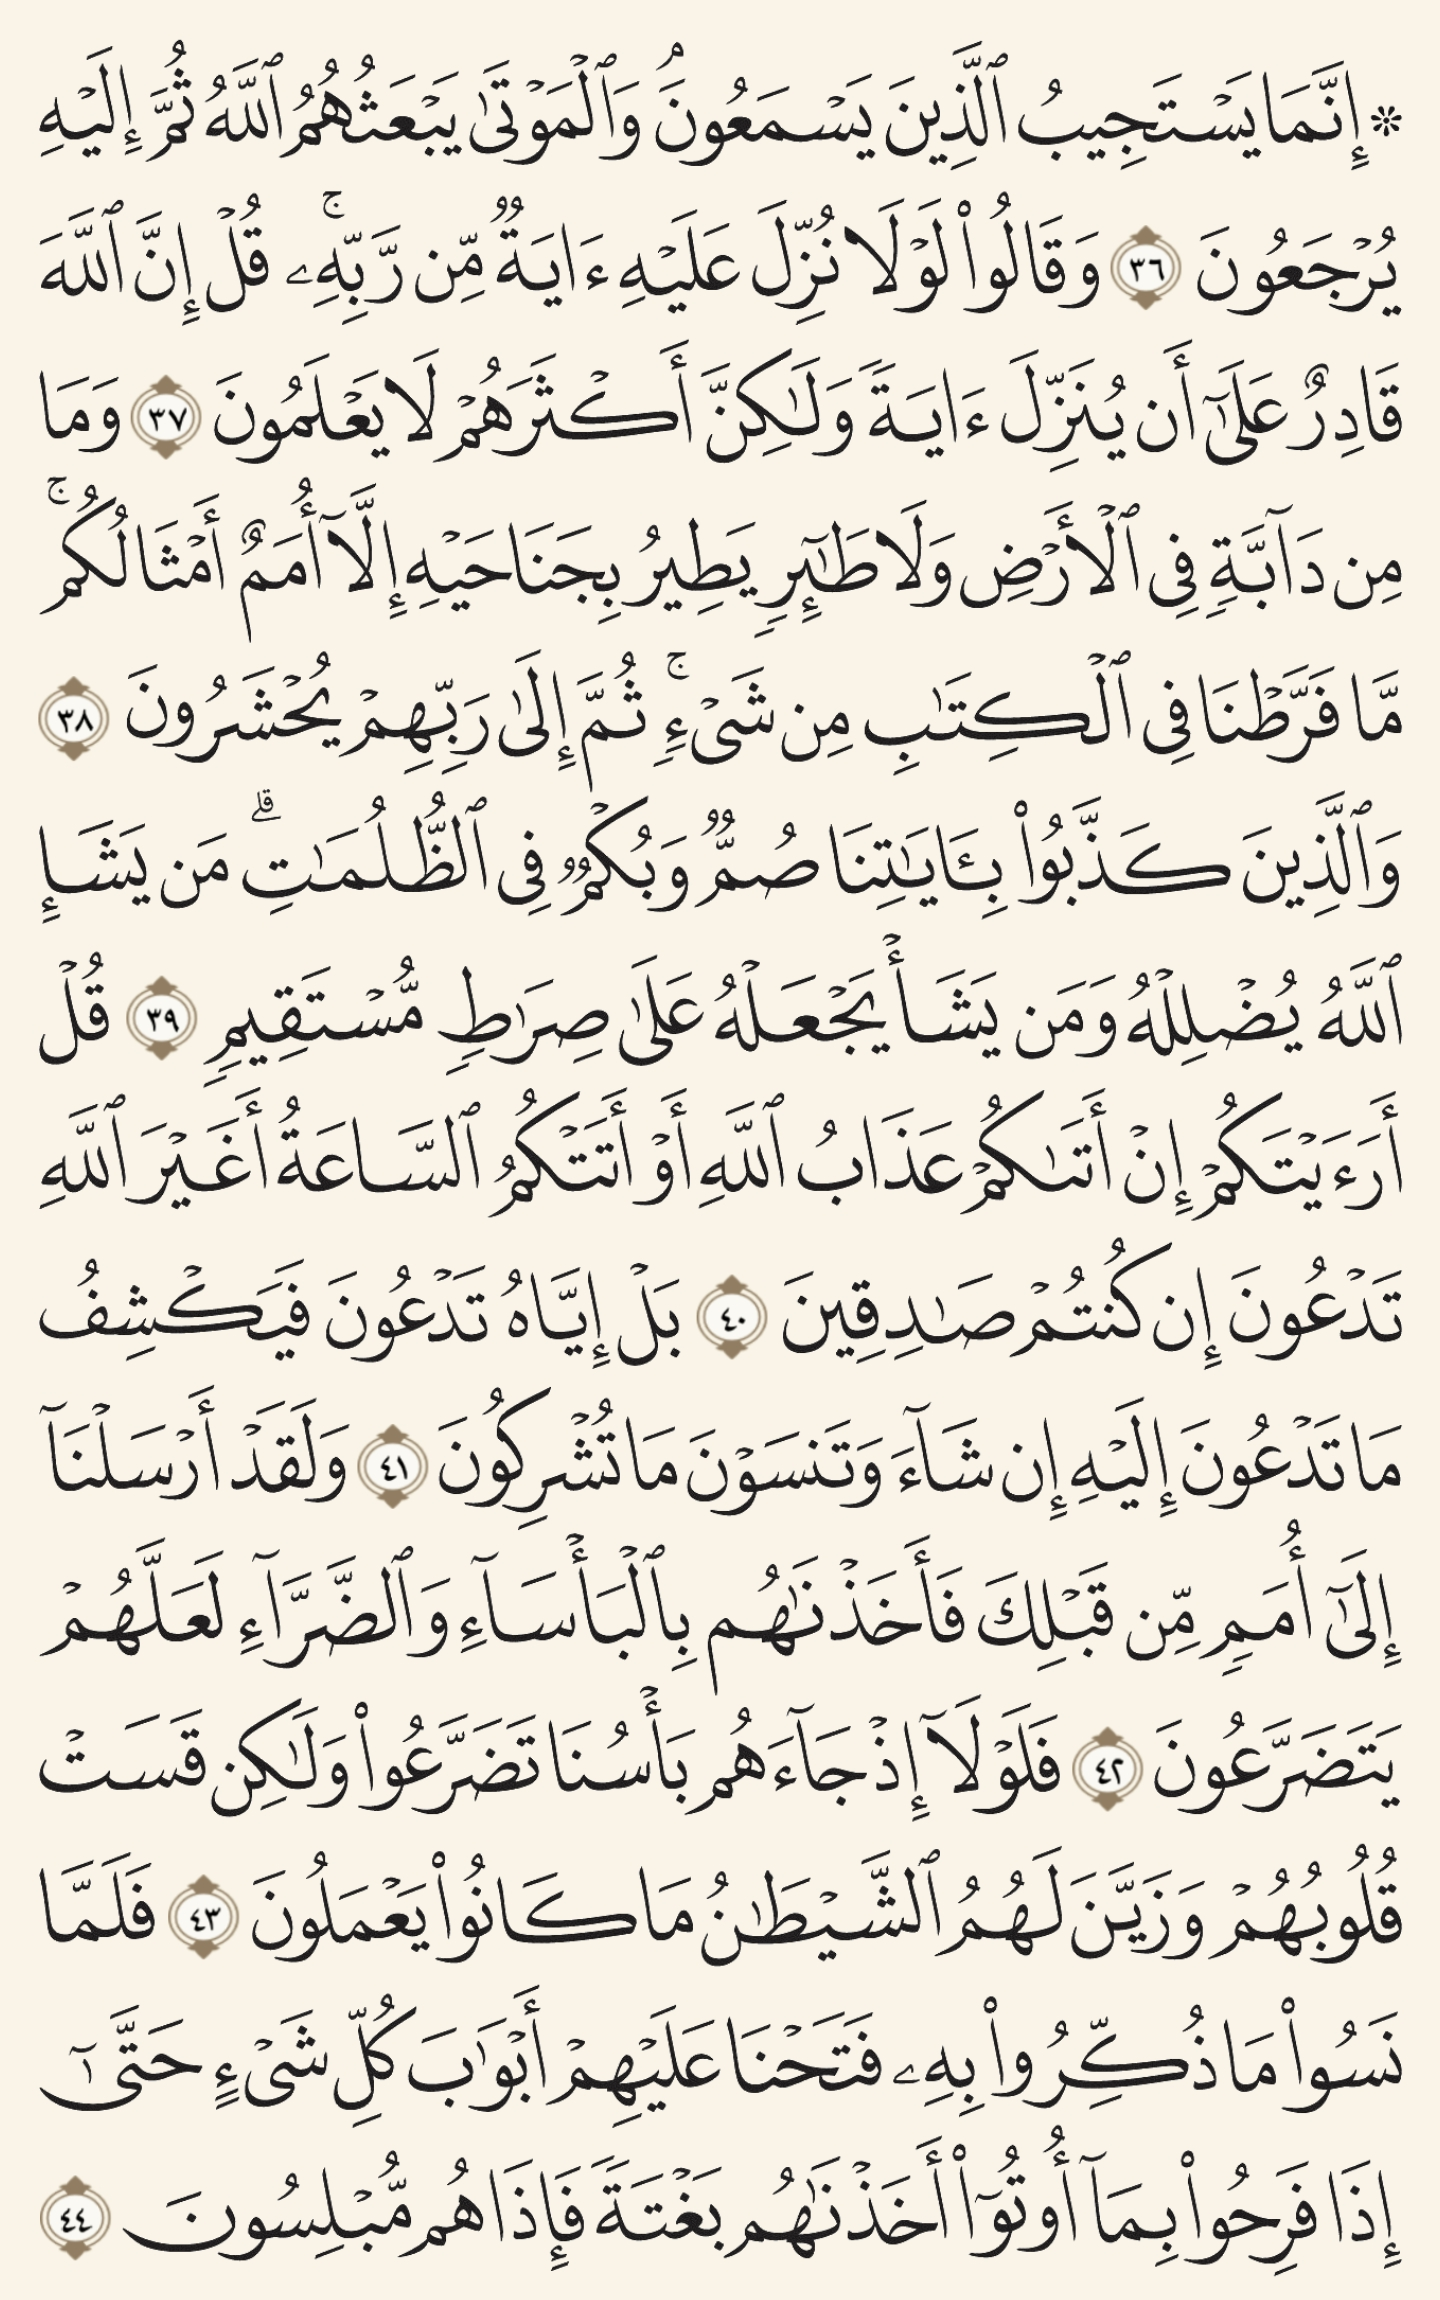 ۞ إِنَّمَا يَسْتَجِيبُ ٱلَّذِينَ يَسْمَعُونَۘ وَٱلْمَوْتَىٰ يَبْعَثُهُمُ ٱللَّهُ ثُمَّ إِلَيْهِ
يُرْجَعُونَ ٣٦ وَقَالُوا۟ لَوْلَا نُزِّلَ عَلَيْهِ ءَايَةٌ مِّن رَّبِّهِۦۚ قُلْ إِنَّ ٱللَّهَ
قَادِرٌ عَلَىٰٓ أَن يُنَزِّلَ ءَايَةً وَلَـٰكِنَّ أَكْثَرَهُمْ لَا يَعْلَمُونَ ٣٧ وَمَا
مِن دَآبَّةٍ فِى ٱلْأَرْضِ وَلَا طَـٰٓئِرٍ يَطِيرُ بِجَنَاحَيْهِ إِلَّآ أُمَمٌ أَمْثَالُكُمۚ
مَّا فَرَّطْنَا فِى ٱلْكِتَـٰبِ مِن شَىْءٍۚ ثُمَّ إِلَىٰ رَبِّهِمْ يُحْشَرُونَ ٣٨
وَٱلَّذِينَ كَذَّبُوا۟ بِـَٔايَـٰتِنَا صُمٌّ وَبُكْمٌ فِى ٱلظُّلُمَـٰتِۗ مَن يَشَإِ
ٱللَّهُ يُضْلِلْهُ وَمَن يَشَأْ يَجْعَلْهُ عَلَىٰ صِرَٰطٍ مُّسْتَقِيمٍ ٣٩ قُلْ
أَرَءَيْتَكُمْ إِنْ أَتَىٰكُمْ عَذَابُ ٱللَّهِ أَوْ أَتَتْكُمُ ٱلسَّاعَةُ أَغَيْرَ ٱللَّهِ
تَدْعُونَ إِن كُنتُمْ صَـٰدِقِينَ ٤٠ بَلْ إِيَّاهُ تَدْعُونَ فَيَكْشِفُ
مَا تَدْعُونَ إِلَيْهِ إِن شَآءَ وَتَنسَوْنَ مَا تُشْرِكُونَ ٤١ وَلَقَدْ أَرْسَلْنَآ
إِلَىٰٓ أُمَمٍ مِّن قَبْلِكَ فَأَخَذْنَـٰهُم بِٱلْبَأْسَآءِ وَٱلضَّرَّآءِ لَعَلَّهُمْ
يَتَضَرَّعُونَ ٤٢ فَلَوْلَآ إِذْ جَآءَهُم بَأْسُنَا تَضَرَّعُوا۟ وَلَـٰكِن قَسَتْ
قُلُوبُهُمْ وَزَيَّنَ لَهُمُ ٱلشَّيْطَـٰنُ مَا كَانُوا۟ يَعْمَلُونَ ٤٣ فَلَمَّا
نَسُوا۟ مَا ذُكِّرُوا۟ بِهِۦ فَتَحْنَا عَلَيْهِمْ أَبْوَٰبَ كُلِّ شَىْءٍ حَتَّىٰٓ
إِذَا فَرِحُوا۟ بِمَآ أُوتُوٓا۟ أَخَذْنَـٰهُم بَغْتَةً فَإِذَا هُم مُّبْلِسُونَ ٤٤